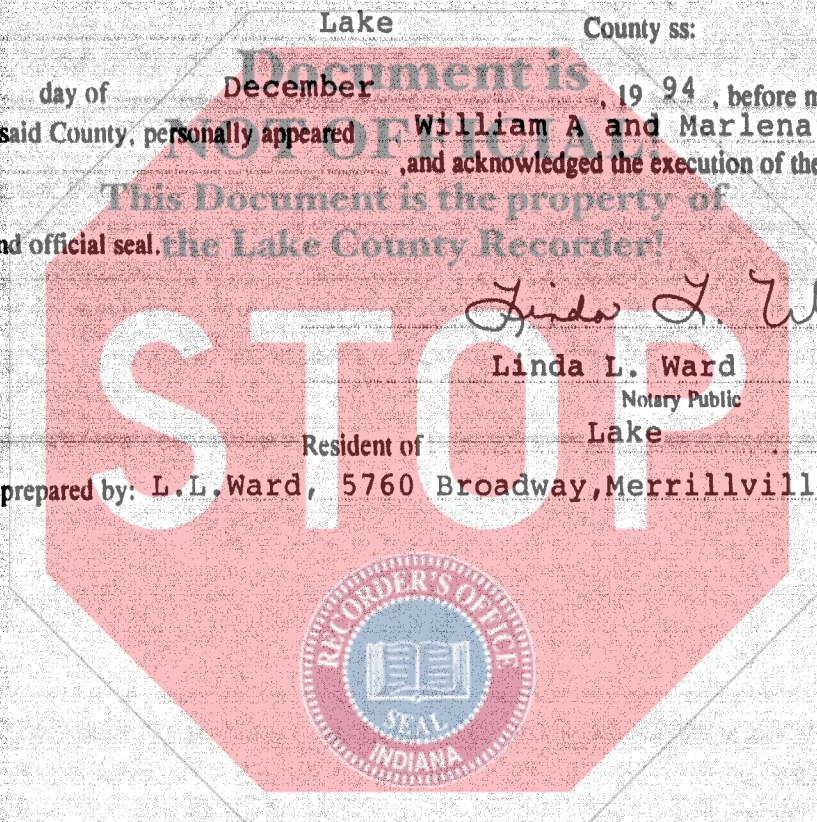 Lake County ss:
Document is
day of December , 19 94 , before m
said County, personally appeared William A and Marlena
NOT OFFICIAL!
,and acknowledged the execution of the
This Document is the property of
nd official seal.
the Lake County Recorder!
Linda L. W
Linda L. Ward
Notary Public
STOP
Resident of Lake
prepared by: L.L.Ward, 5760 Broadway,Merrillvill
RECORDER'S OFFICE
SEAL
INDIANA